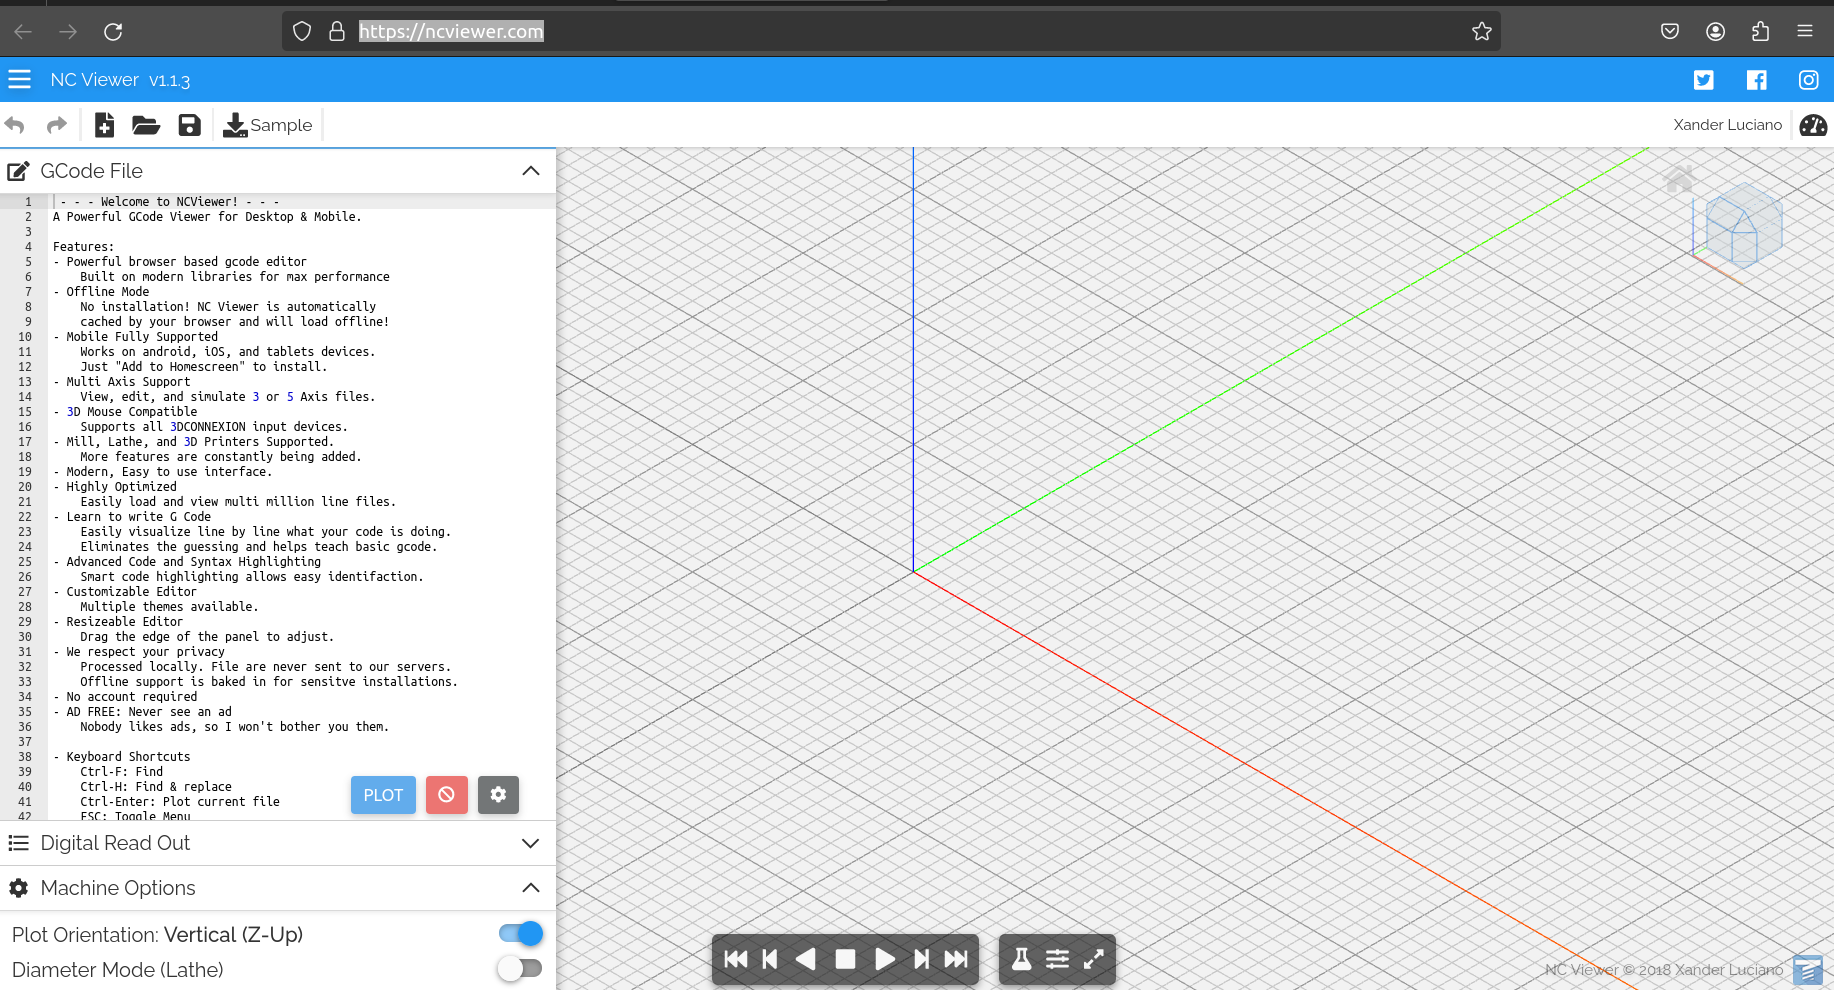 https://ncviewer.com
NC Viewer v1.1.3
Sample
Xander Luciano
GCode File
1 - - - Welcome to NCViewer! - - -
2 A Powerful GCode Viewer for Desktop & Mobile.
3
4 Features:
5 - Powerful browser based gcode editor
6 Built on modern libraries for max performance
7 - Offline Mode
8 No installation! NC Viewer is automatically
9 cached by your browser and will load offline!
10 - Mobile Fully Supported
11 Works on android, iOS, and tablets devices.
12 Just "Add to Homescreen" to install.
13 - Multi Axis Support
14 View, edit, and simulate 3 or 5 Axis files.
15 - 3D Mouse Compatible
16 Supports all 3DCONNEXION input devices.
17 - Mill, Lathe, and 3D Printers Supported.
18 More features are constantly being added.
19 - Modern, Easy to use interface.
20 - Highly Optimized
21 Easily load and view multi million line files.
22 - Learn to write G Code
23 Easily visualize line by line what your code is doing.
24 Eliminates the guessing and helps teach basic gcode.
25 - Advanced Code and Syntax Highlighting
26 Smart code highlighting allows easy identifaction.
27 - Customizable Editor
28 Multiple themes available.
29 - Resizeable Editor
30 Drag the edge of the panel to adjust.
31 - We respect your privacy
32 Processed locally. File are never sent to our servers.
33 Offline support is baked in for sensitve installations.
34 - No account required
35 - AD FREE: Never see an ad
36 Nobody likes ads, so I won't bother you them.
37
38 - Keyboard Shortcuts
39 Ctrl-F: Find
40 Ctrl-H: Find & replace
41 Ctrl-Enter: Plot current file
42 ESC: Toggle Menu
PLOT
Digital Read Out
Machine Options
Plot Orientation: Vertical (Z-Up)
Diameter Mode (Lathe)
NC Viewer © 2018 Xander Luciano